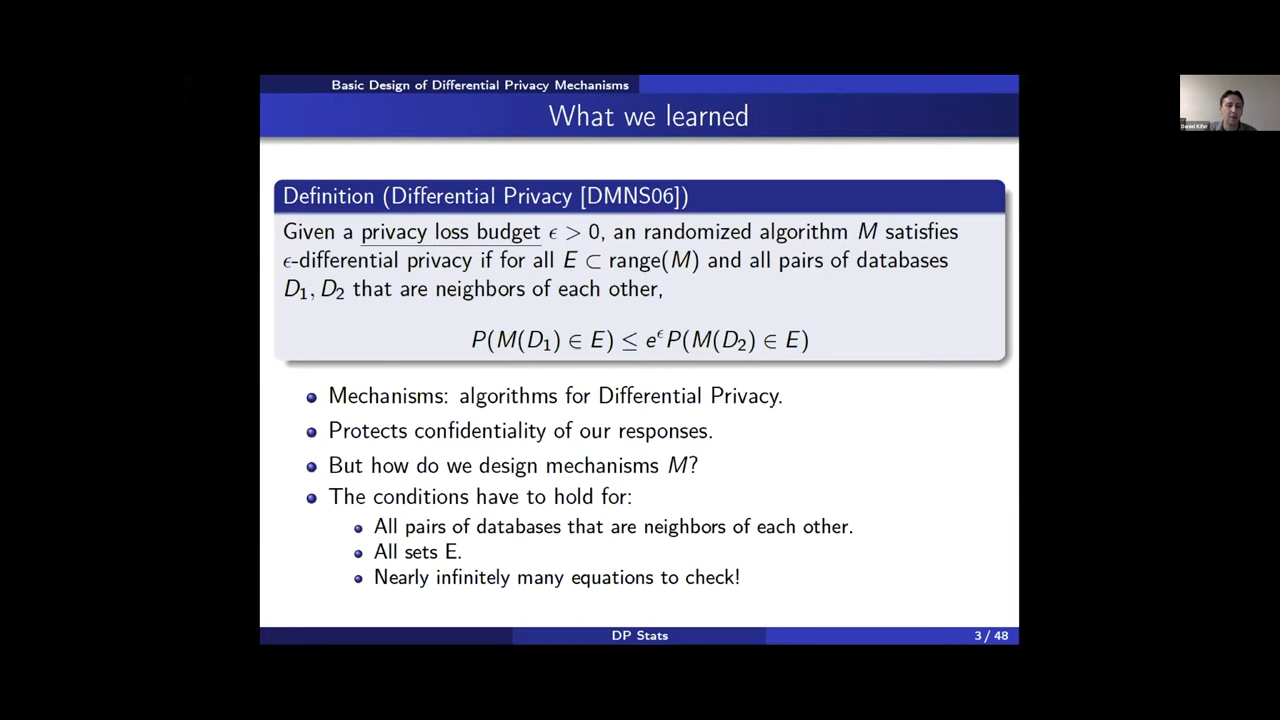 Basic Design of Differential Privacy Mechanisms
What we learned
Daniel Kifer
Definition (Differential Privacy [DMNS06])
Given a privacy loss budget ϵ > 0, an randomized algorithm M satisfies
ϵ-differential privacy if for all E ⊂ range(M) and all pairs of databases
D₁, D₂ that are neighbors of each other,
P(M(D₁) ∈ E) ≤ e^ϵ P(M(D₂) ∈ E)
Mechanisms: algorithms for Differential Privacy.
Protects confidentiality of our responses.
But how do we design mechanisms M?
The conditions have to hold for:
All pairs of databases that are neighbors of each other.
All sets E.
Nearly infinitely many equations to check!
DP Stats
3 / 48